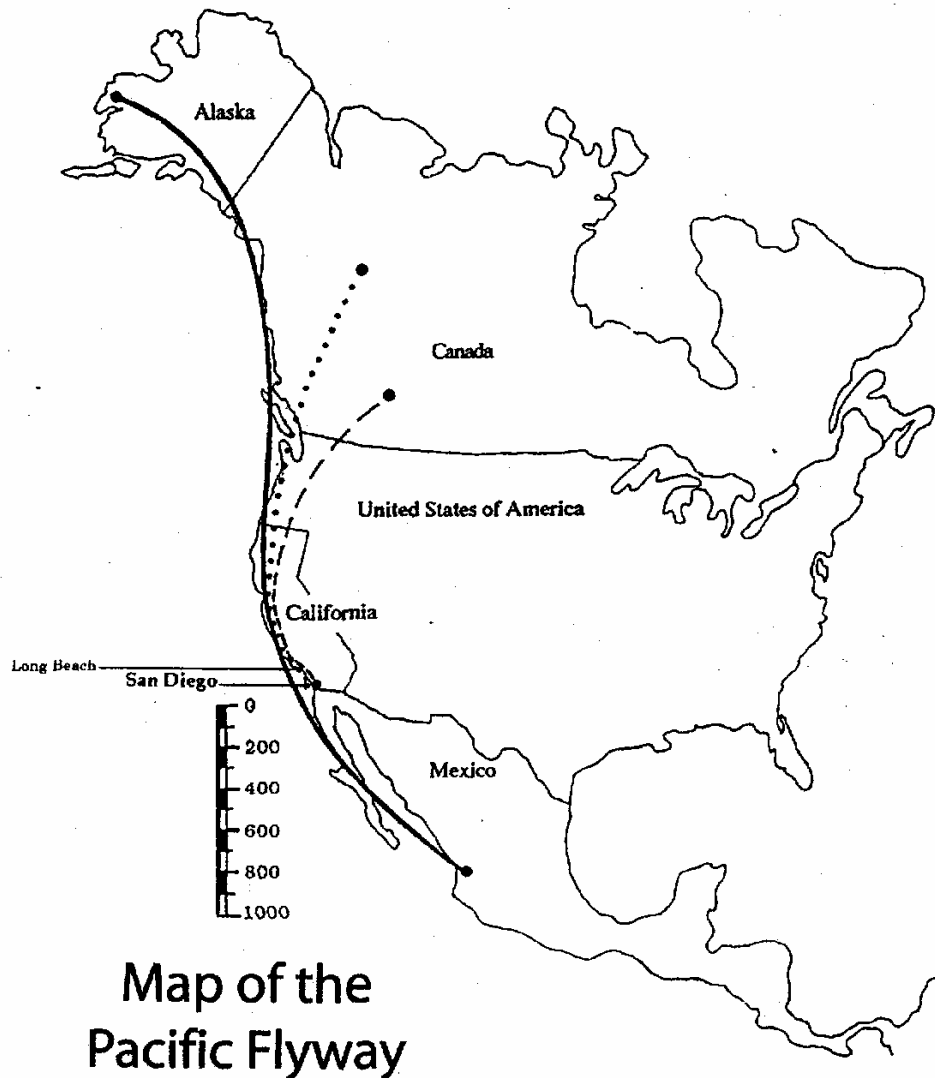 Alaska
Canada
United States of America
California
Long Beach
San Diego
0
200
400
600
800
1000
Mexico
Map of the
Pacific Flyway